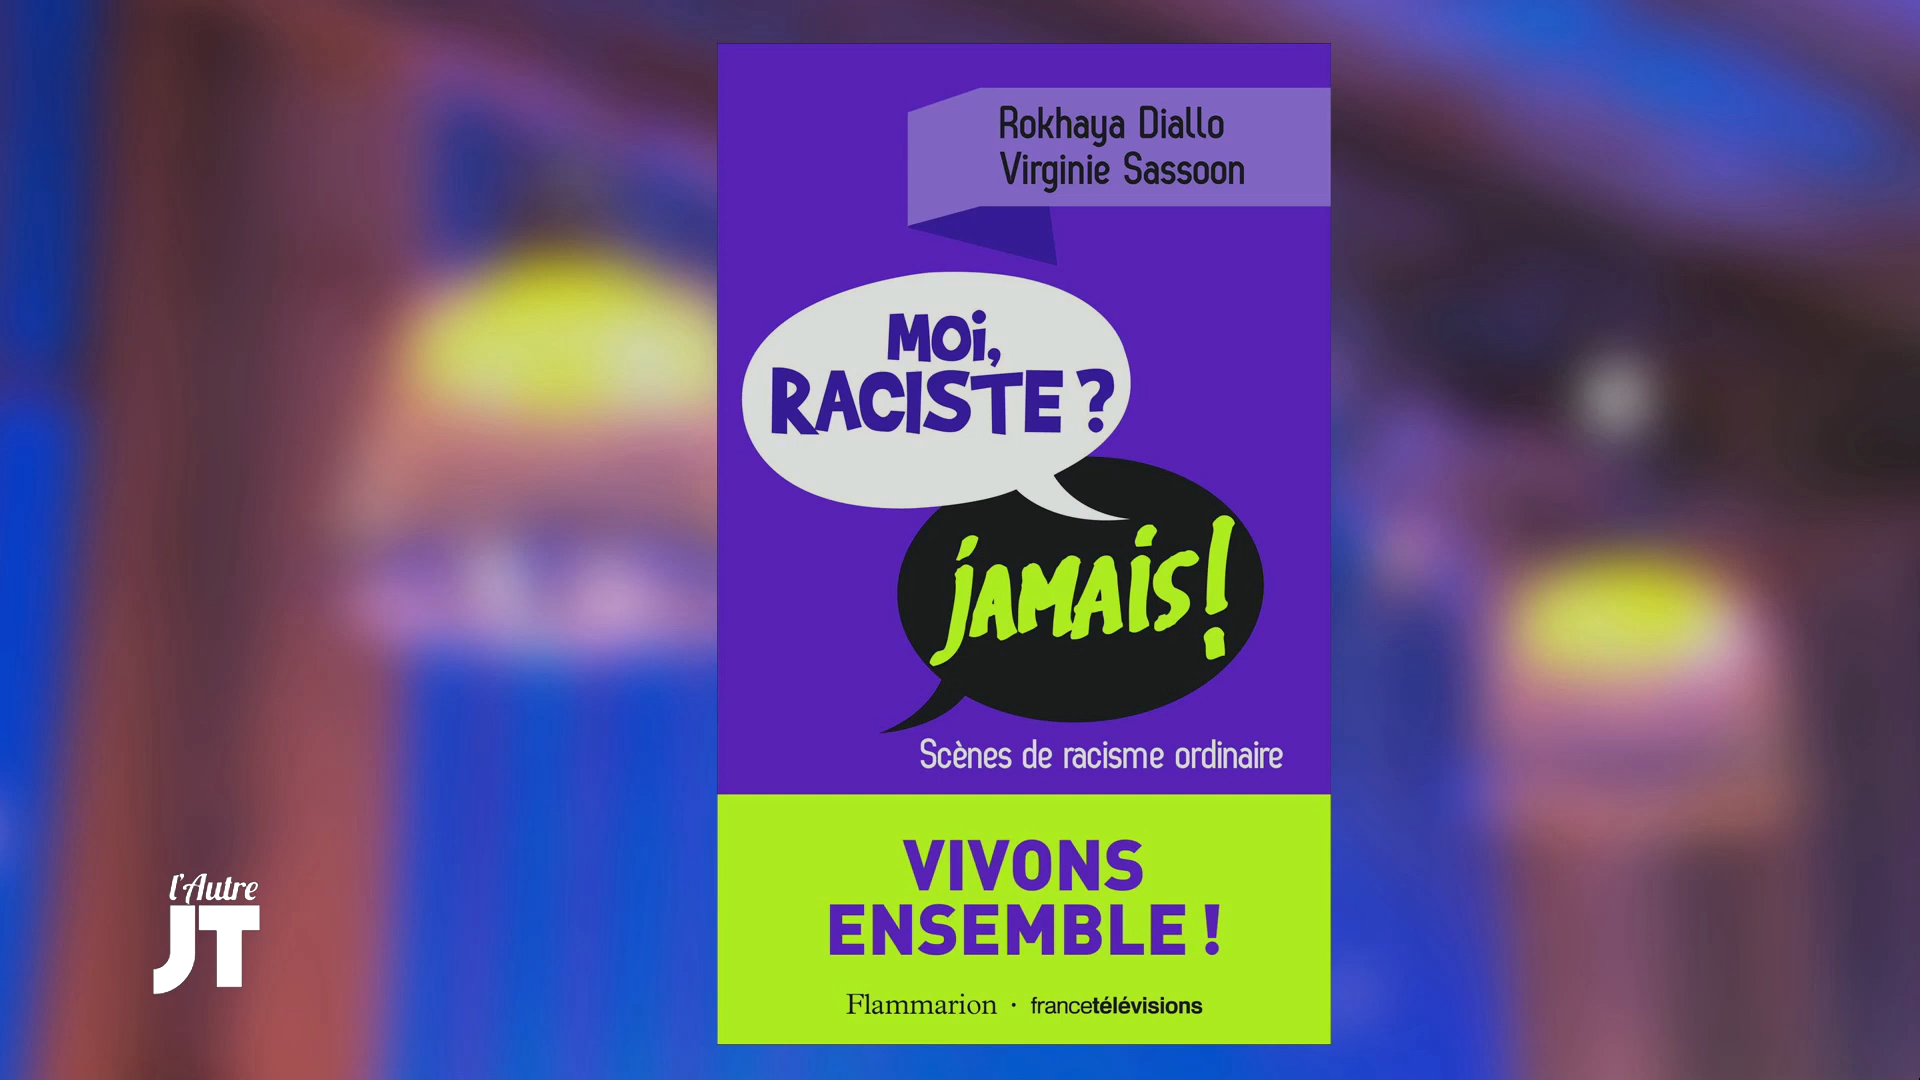 Rokhaya Diallo
Virginie Sassoon
MOi,
RACISTE ?
jAMAiS!
Scènes de racisme ordinaire
VIVONS
ENSEMBLE !
Flammarion · francetélévisions
l'Autre
JT